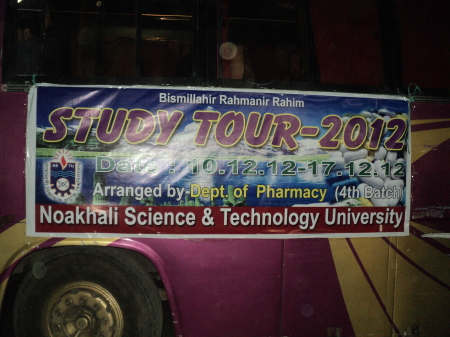 Bismillahir Rahmanir Rahim
STUDY TOUR-2012
Date : 10.12.12-17.12.12
Arranged by-Dept. of Pharmacy (4th Batch)
Noakhali Science & Technology University